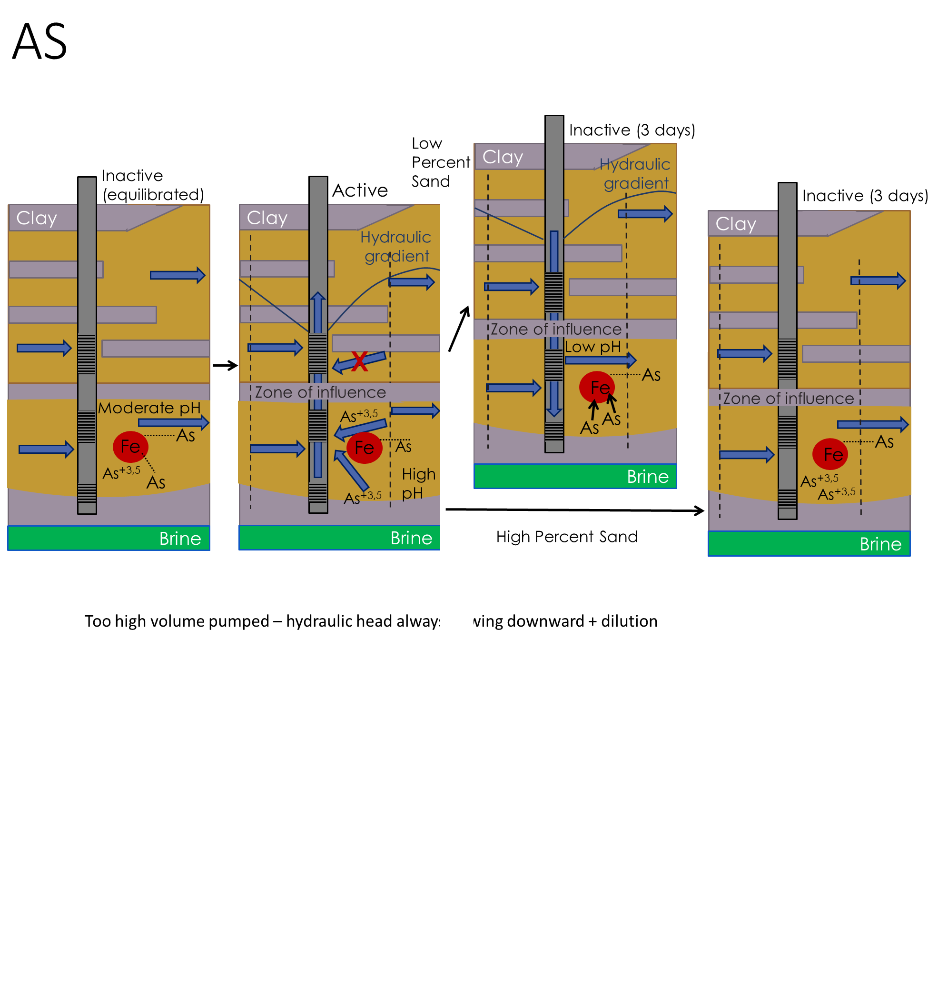 AS
Inactive
(equilibrated)
Clay
Moderate pH
Fe
As
As+3,5
As
Brine
Active
Clay
Hydraulic
gradient
X
Zone of influence
As+3,5
Fe
As
High
pH
As+3,5
Brine
Low
Percent
Sand
Inactive (3 days)
Clay
Hydraulic
gradient
Zone of influence
Low pH
As
Fe
As
As
Brine
High Percent Sand
Inactive (3 days)
Clay
Zone of influence
As
Fe
As+3,5
As+3,5
Brine
Too high volume pumped – hydraulic head always wing downward + dilution